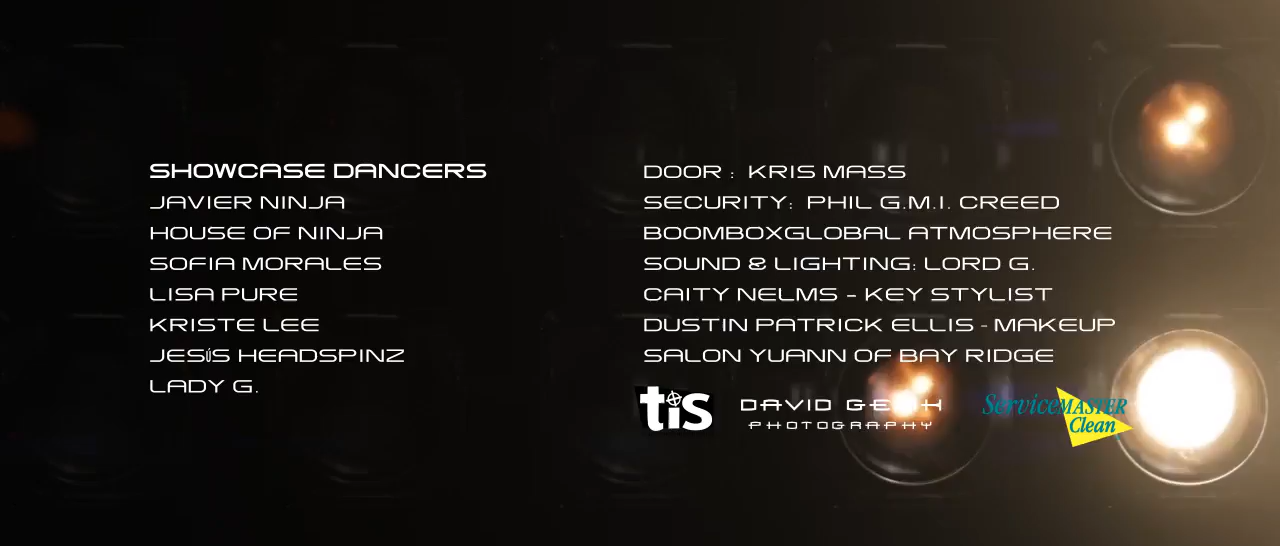 SHOWCASE DANCERS
JAVIER NINJA
HOUSE OF NINJA
SOFIA MORALES
LISA PURE
KRISTE LEE
JESÍS HEADSPINZ
LADY G.
DOOR : KRIS MASS
SECURITY: PHIL G.M.I. CREED
BOOMBOXGLOBAL ATMOSPHERE
SOUND & LIGHTING: LORD G.
CAITY NELMS - KEY STYLIST
DUSTIN PATRICK ELLIS - MAKEUP
SALON YUANN OF BAY RIDGE
tis
DAVID
PHOTOGRAPHY
ServiceMASTER
Clean